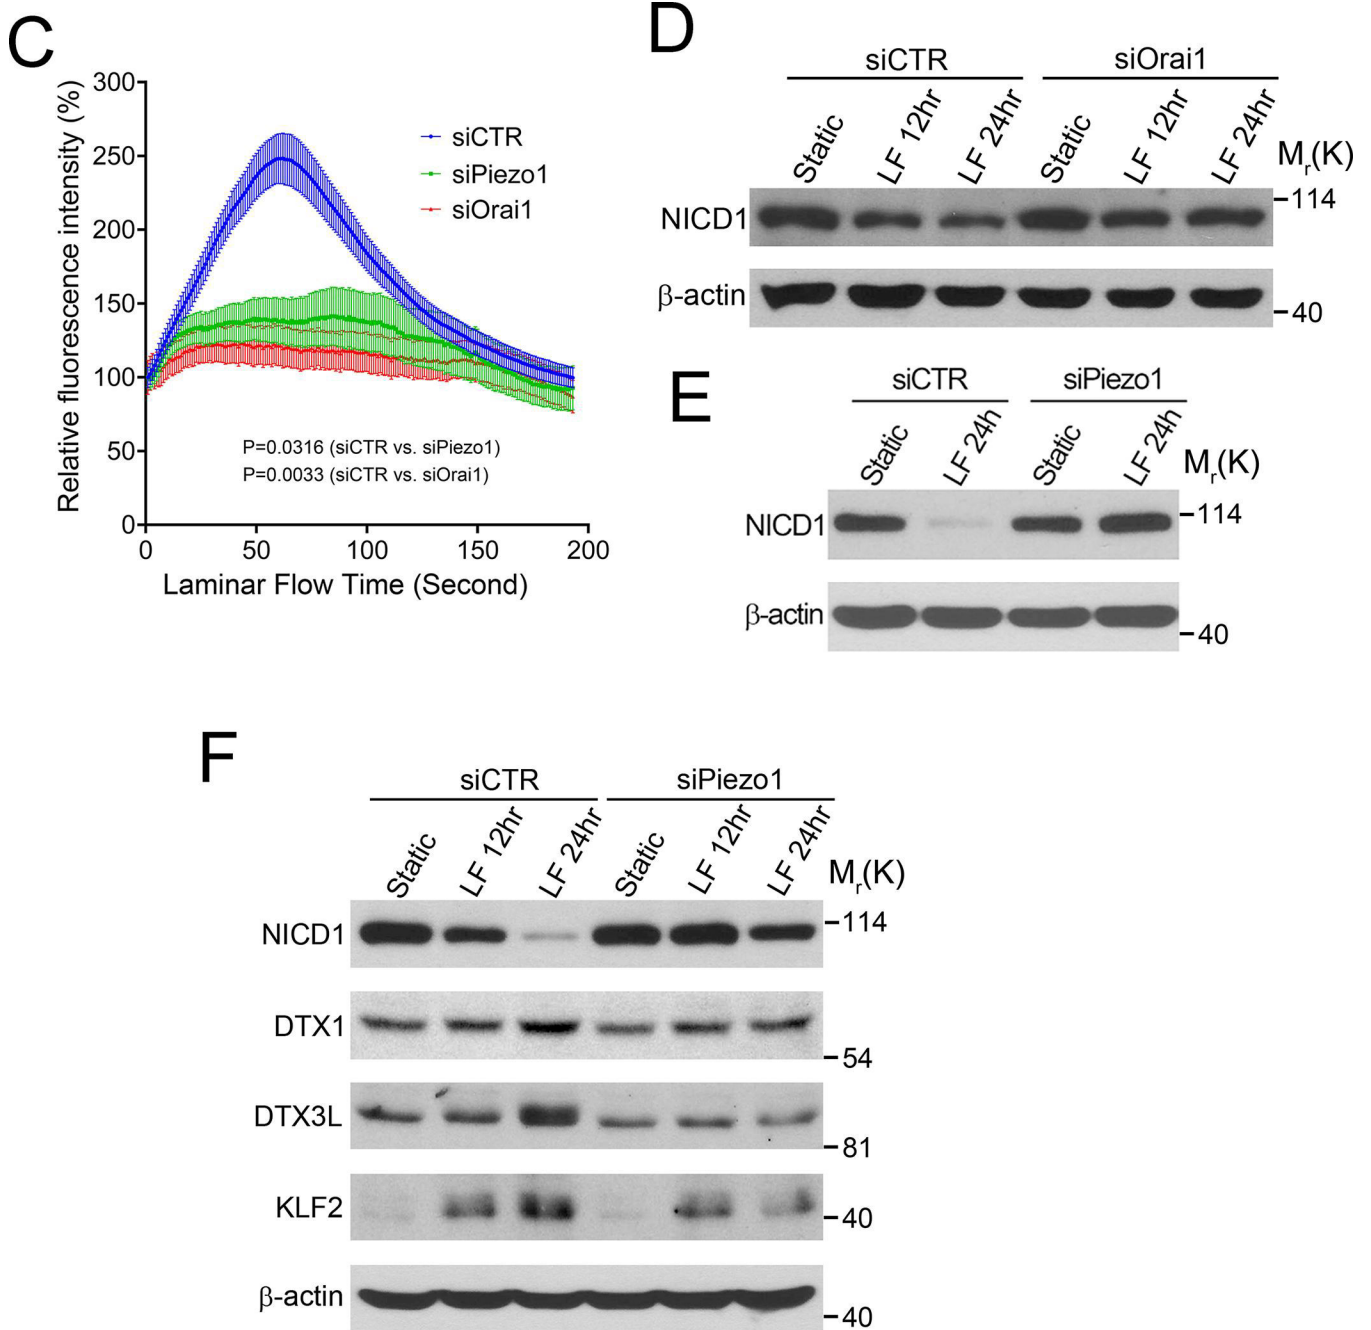 C
Relative fluorescence intensity (%)
300
250
200
150
100
50
0
0 50 100 150 200
Laminar Flow Time (Second)
siCTR
siPiezo1
siOrai1
P=0.0316 (siCTR vs. siPiezo1)
P=0.0033 (siCTR vs. siOrai1)
D
siCTR siOrai1
Static LF 12hr LF 24hr Static LF 12hr LF 24hr
Mr(K)
NICD1 114
β-actin 40
E
siCTR siPiezo1
Static LF 24h Static LF 24h
Mr(K)
NICD1 114
β-actin 40
F
siCTR siPiezo1
Static LF 12hr LF 24hr Static LF 12hr LF 24hr
Mr(K)
NICD1 114
DTX1 54
DTX3L 81
KLF2 40
β-actin 40